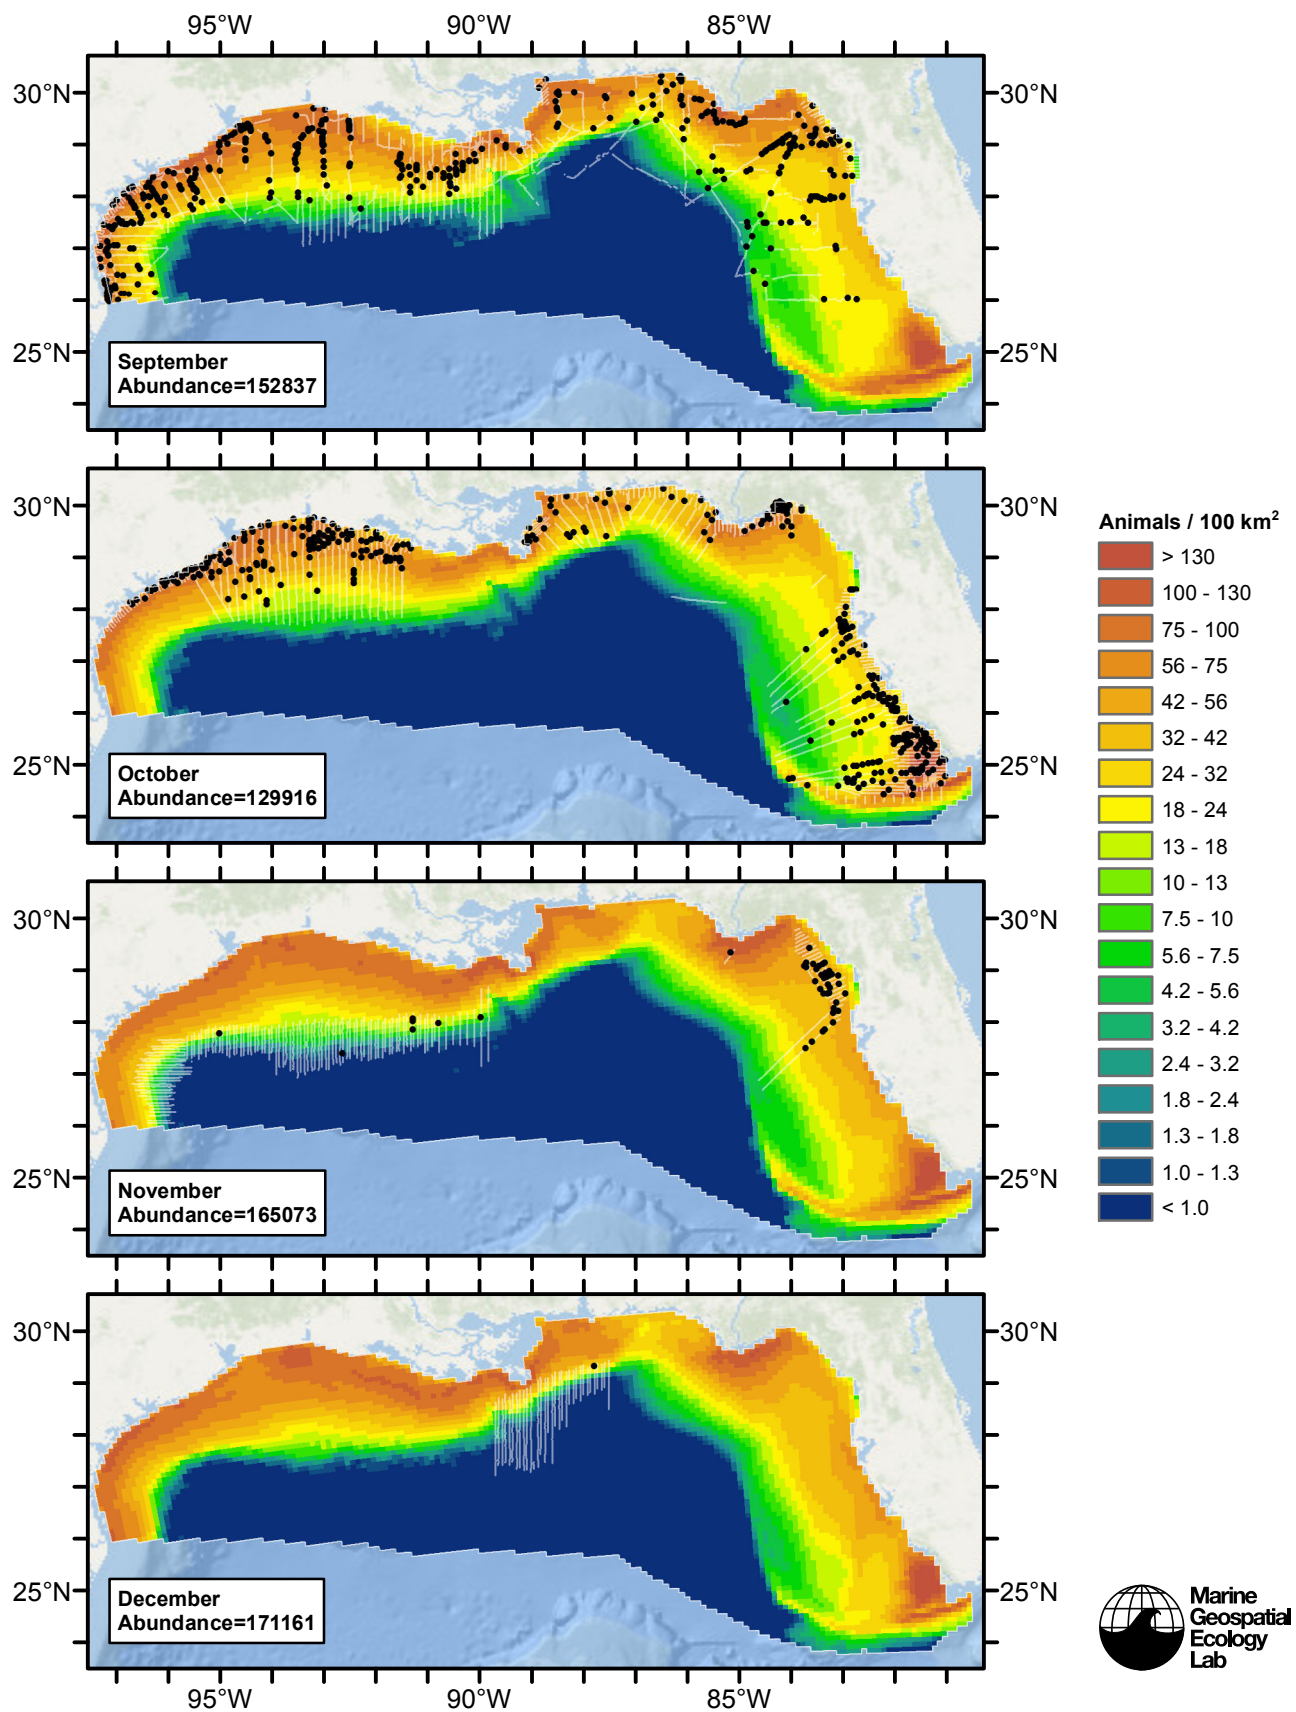 95°W 90°W 85°W
30°N 30°N
25°N 25°N
September
Abundance=152837
30°N 30°N
25°N 25°N
October
Abundance=129916
30°N 30°N
25°N 25°N
November
Abundance=165073
30°N 30°N
25°N 25°N
December
Abundance=171161
95°W 90°W 85°W
Animals / 100 km²
> 130
100 - 130
75 - 100
56 - 75
42 - 56
32 - 42
24 - 32
18 - 24
13 - 18
10 - 13
7.5 - 10
5.6 - 7.5
4.2 - 5.6
3.2 - 4.2
2.4 - 3.2
1.8 - 2.4
1.3 - 1.8
1.0 - 1.3
< 1.0
Marine
Geospatial
Ecology
Lab